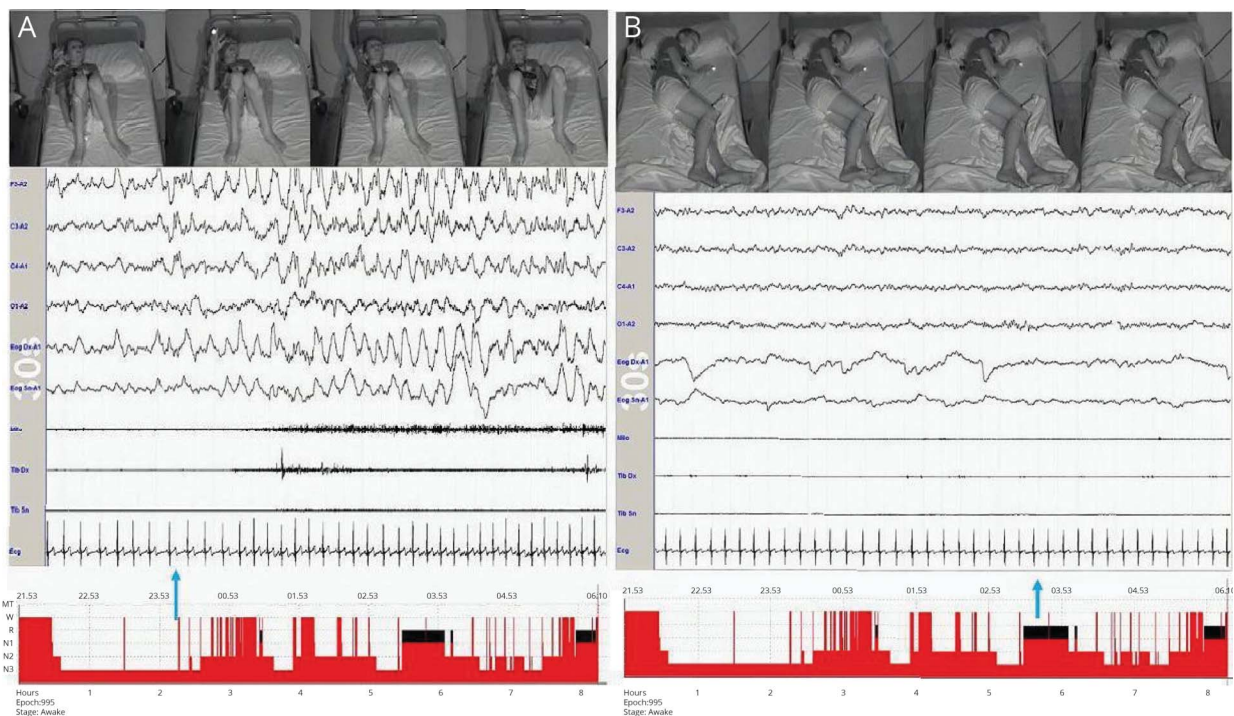 A
F3-A2
C3-A2
C4-A1
O1-A2
Eog Dx-A1
Eog Sn-A1
Milo
Tib Dx
Tib Sn
Ecg
30s
21.53 22.53 23.53 00.53 01.53 02.53 03.53 04.53 06.10
MT
W
R
N1
N2
N3
Hours 1 2 3 4 5 6 7 8
Epoch:995
Stage: Awake
B
F3-A2
C3-A2
C4-A1
O1-A2
Eog Dx-A1
Eog Sn-A1
Milo
Tib Dx
Tib Sn
Ecg
30s
21.53 22.53 23.53 00.53 01.53 02.53 03.53 04.53 06.10
Hours 1 2 3 4 5 6 7 8
Epoch:995
Stage: Awake